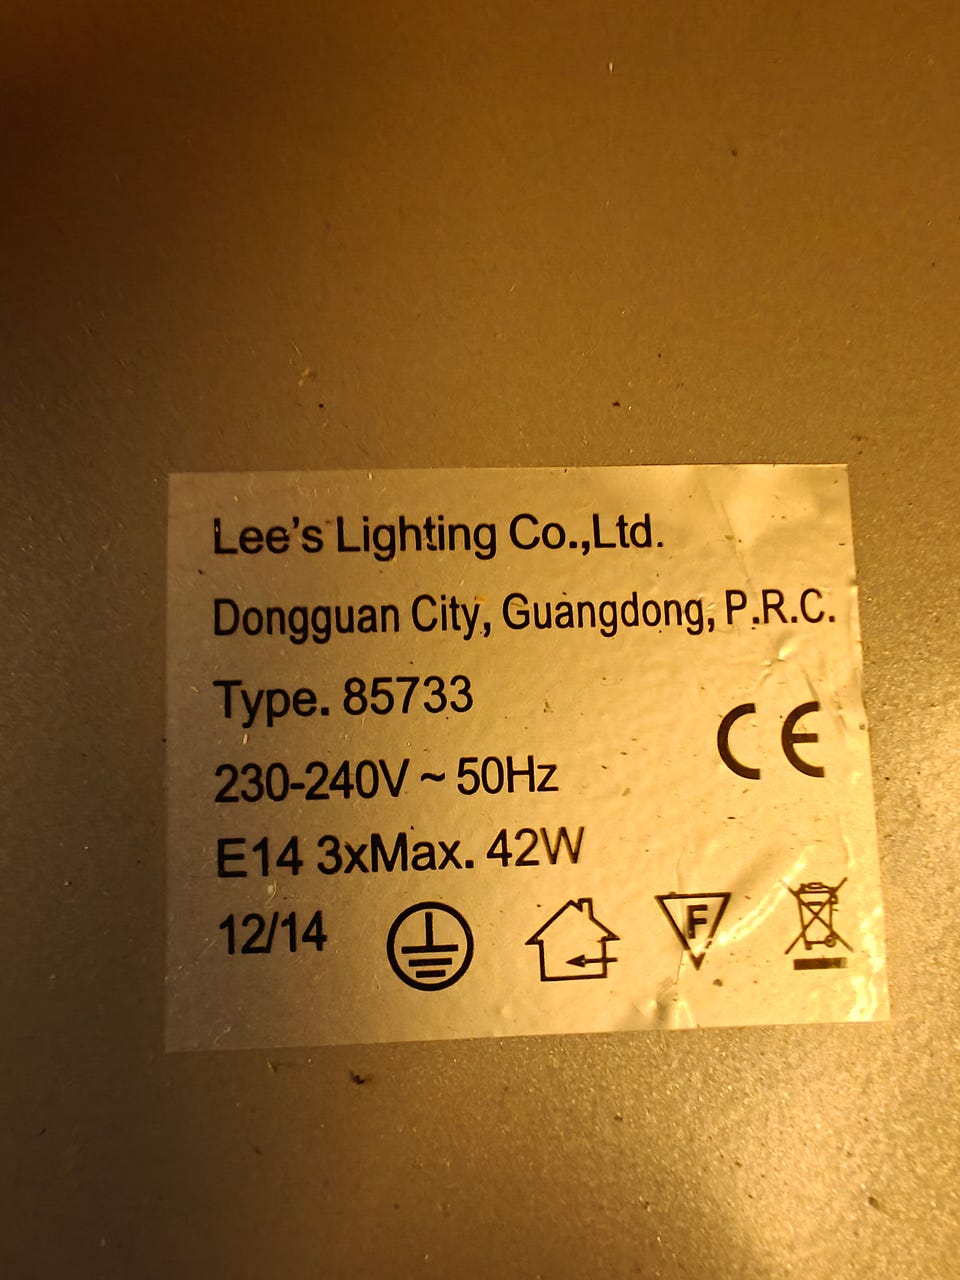 Lee's Lighting Co.,Ltd.
Dongguan City, Guangdong, P.R.C.
Type. 85733
230-240V ~ 50Hz
CE
E14 3xMax. 42W
12/14
F